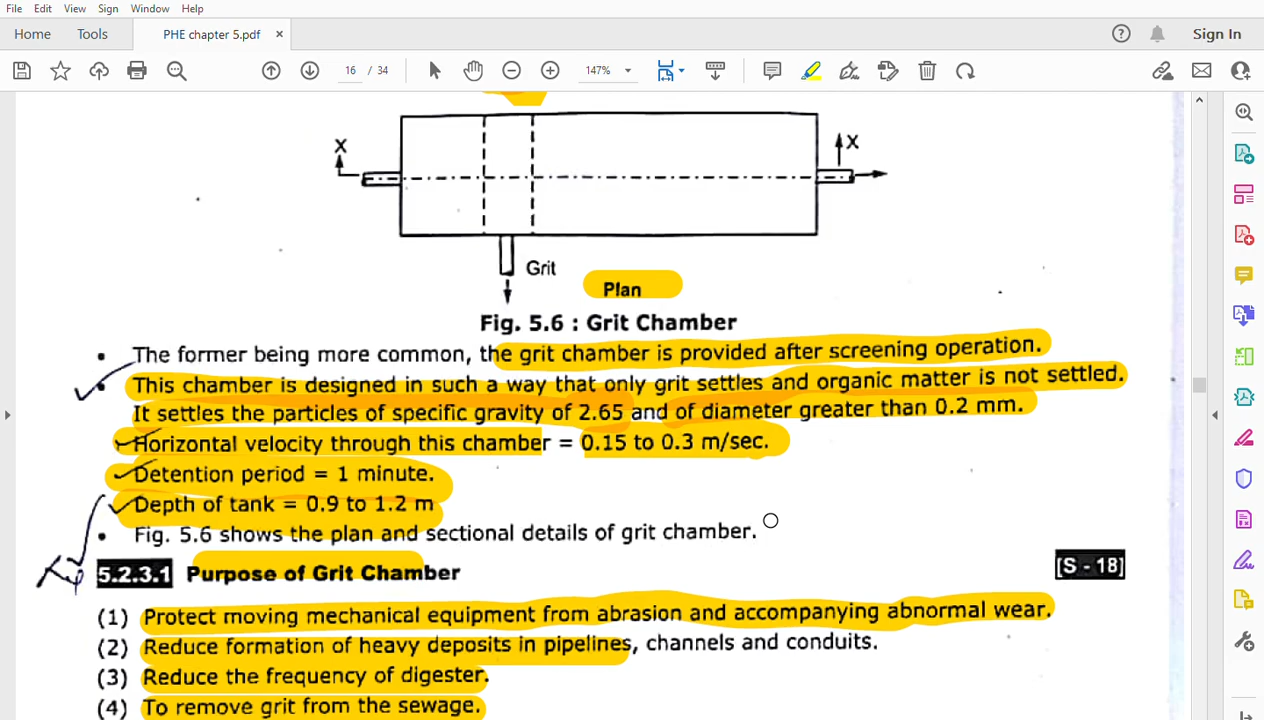 File Edit View Sign Window Help
Home Tools PHE chapter 5.pdf × Sign In
16 / 34 147%
X X
Grit
Plan
Fig. 5.6 : Grit Chamber
• The former being more common, the grit chamber is provided after screening operation.
• This chamber is designed in such a way that only grit settles and organic matter is not settled.
It settles the particles of specific gravity of 2.65 and of diameter greater than 0.2 mm.
Horizontal velocity through this chamber = 0.15 to 0.3 m/sec.
Detention period = 1 minute.
Depth of tank = 0.9 to 1.2 m
• Fig. 5.6 shows the plan and sectional details of grit chamber.
5.2.3.1 Purpose of Grit Chamber [S - 18]
(1) Protect moving mechanical equipment from abrasion and accompanying abnormal wear.
(2) Reduce formation of heavy deposits in pipelines, channels and conduits.
(3) Reduce the frequency of digester.
(4) To remove grit from the sewage.